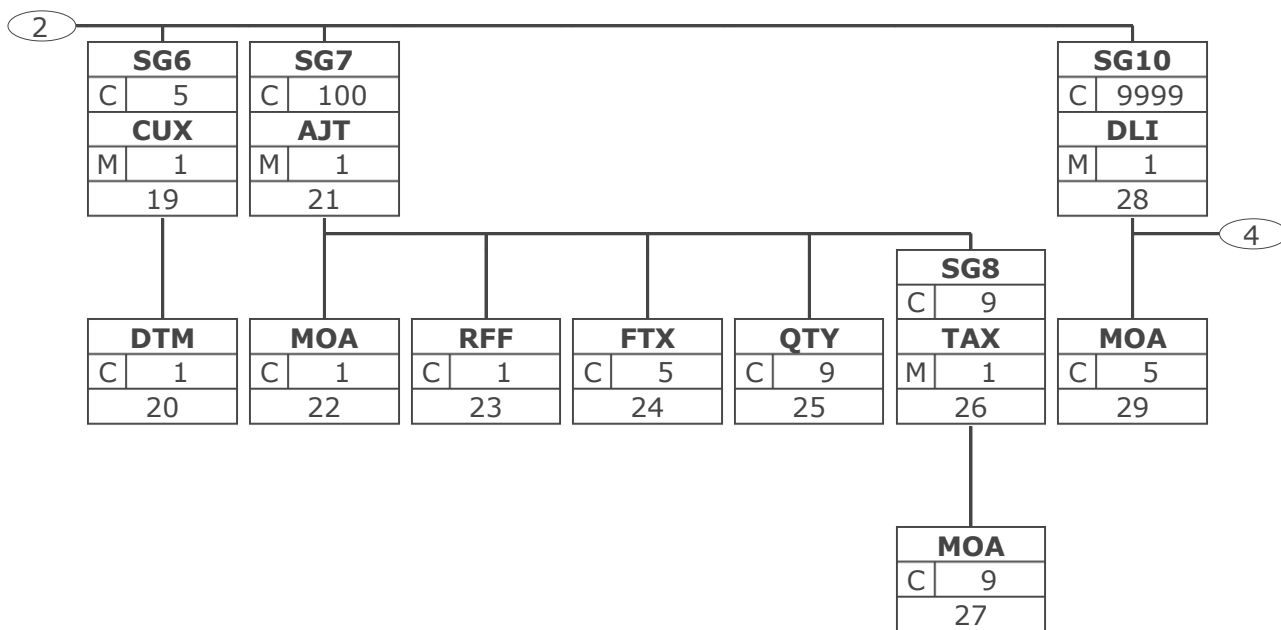 2
SG6 SG7 SG10
C 5 C 100 C 9999
CUX AJT DLI
M 1 M 1 M 1
19 21 28
4
SG8
C 9
DTM MOA RFF FTX QTY TAX MOA
C 1 C 1 C 1 C 5 C 9 M 1 C 5
20 22 23 24 25 26 29
MOA
C 9
27